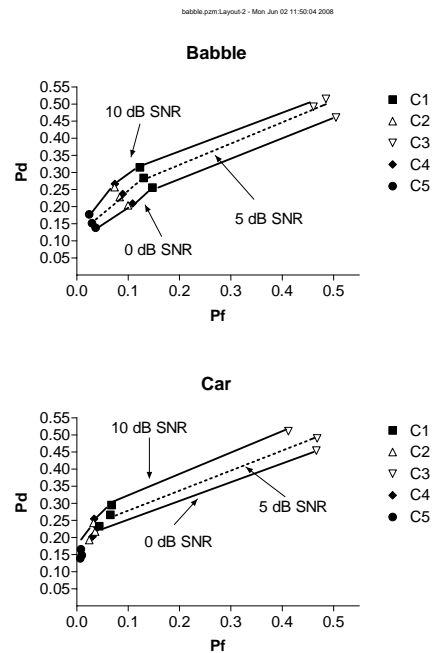 babble.pzm:Layout-2 - Mon Jun 02 11:50:04 2008
Babble
0.55
0.50
0.45
0.40
0.35
0.30
0.25
0.20
0.15
0.10
0.05
Pd
10 dB SNR
5 dB SNR
0 dB SNR
C1
C2
C3
C4
C5
0.0 0.1 0.2 0.3 0.4 0.5
Pf
Car
0.55
0.50
0.45
0.40
0.35
0.30
0.25
0.20
0.15
0.10
0.05
Pd
10 dB SNR
5 dB SNR
0 dB SNR
C1
C2
C3
C4
C5
0.0 0.1 0.2 0.3 0.4 0.5
Pf